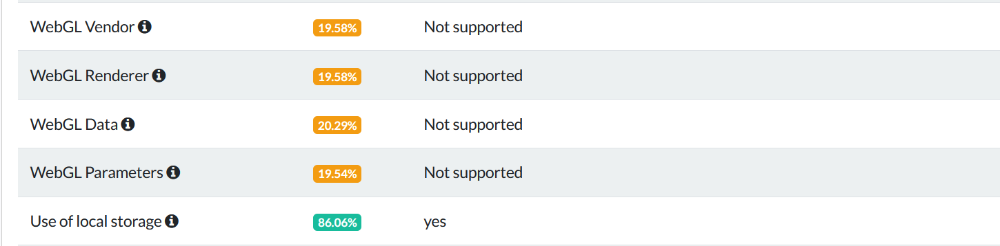 WebGL Vendor 19.58% Not supported
WebGL Renderer 19.58% Not supported
WebGL Data 20.29% Not supported
WebGL Parameters 19.54% Not supported
Use of local storage 86.06% yes